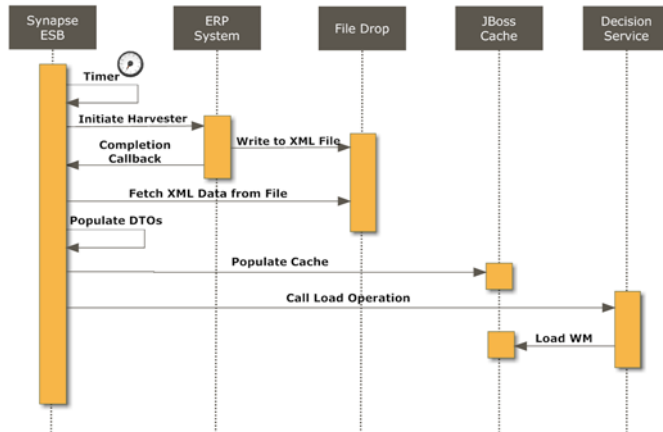 Synapse
ESB
ERP
System
File Drop
JBoss
Cache
Decision
Service
Timer
Initiate Harvester
Write to XML File
Completion
Callback
Fetch XML Data from File
Populate DTOs
Populate Cache
Call Load Operation
Load WM